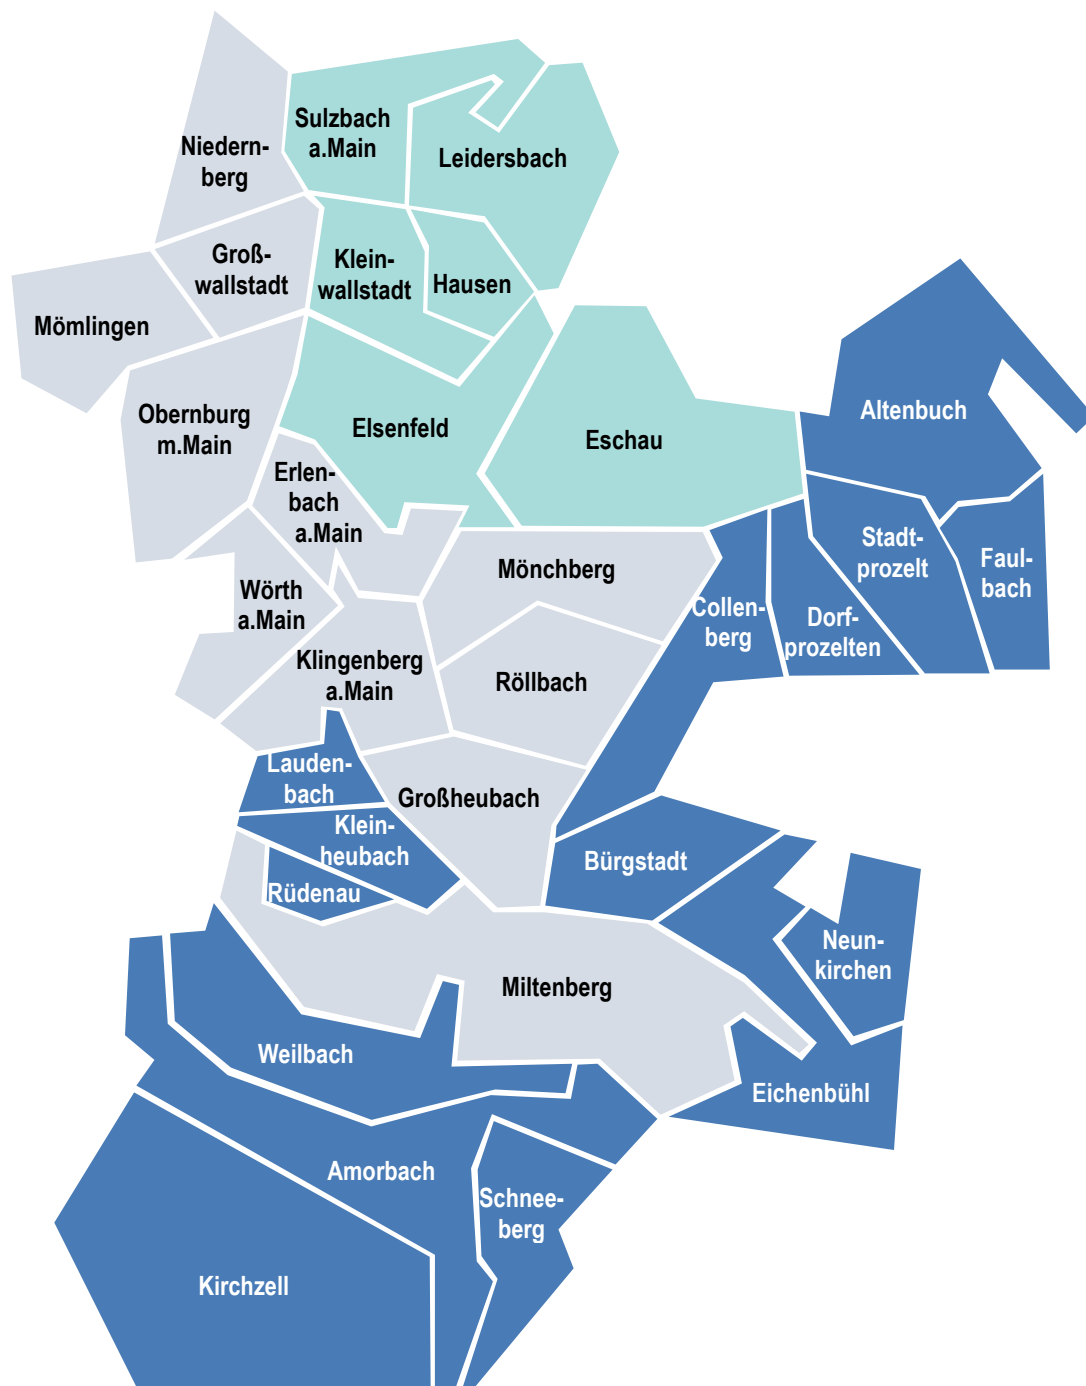 Sulzbach
a.Main
Niedern-
berg
Leidersbach
Groß-
wallstadt
Klein-
wallstadt
Hausen
Mömlingen
Obernburg
m.Main
Elsenfeld
Eschau
Altenbuch
Erlen-
bach
a.Main
Stadt-
prozelt
Faul-
bach
Mönchberg
Wörth
a.Main
Collen-
berg
Dorf-
prozelten
Klingenberg
a.Main
Röllbach
Lauden-
bach
Großheubach
Klein-
heubach
Bürgstadt
Rüdenau
Neun-
kirchen
Miltenberg
Weilbach
Eichenbühl
Amorbach
Schnee-
berg
Kirchzell